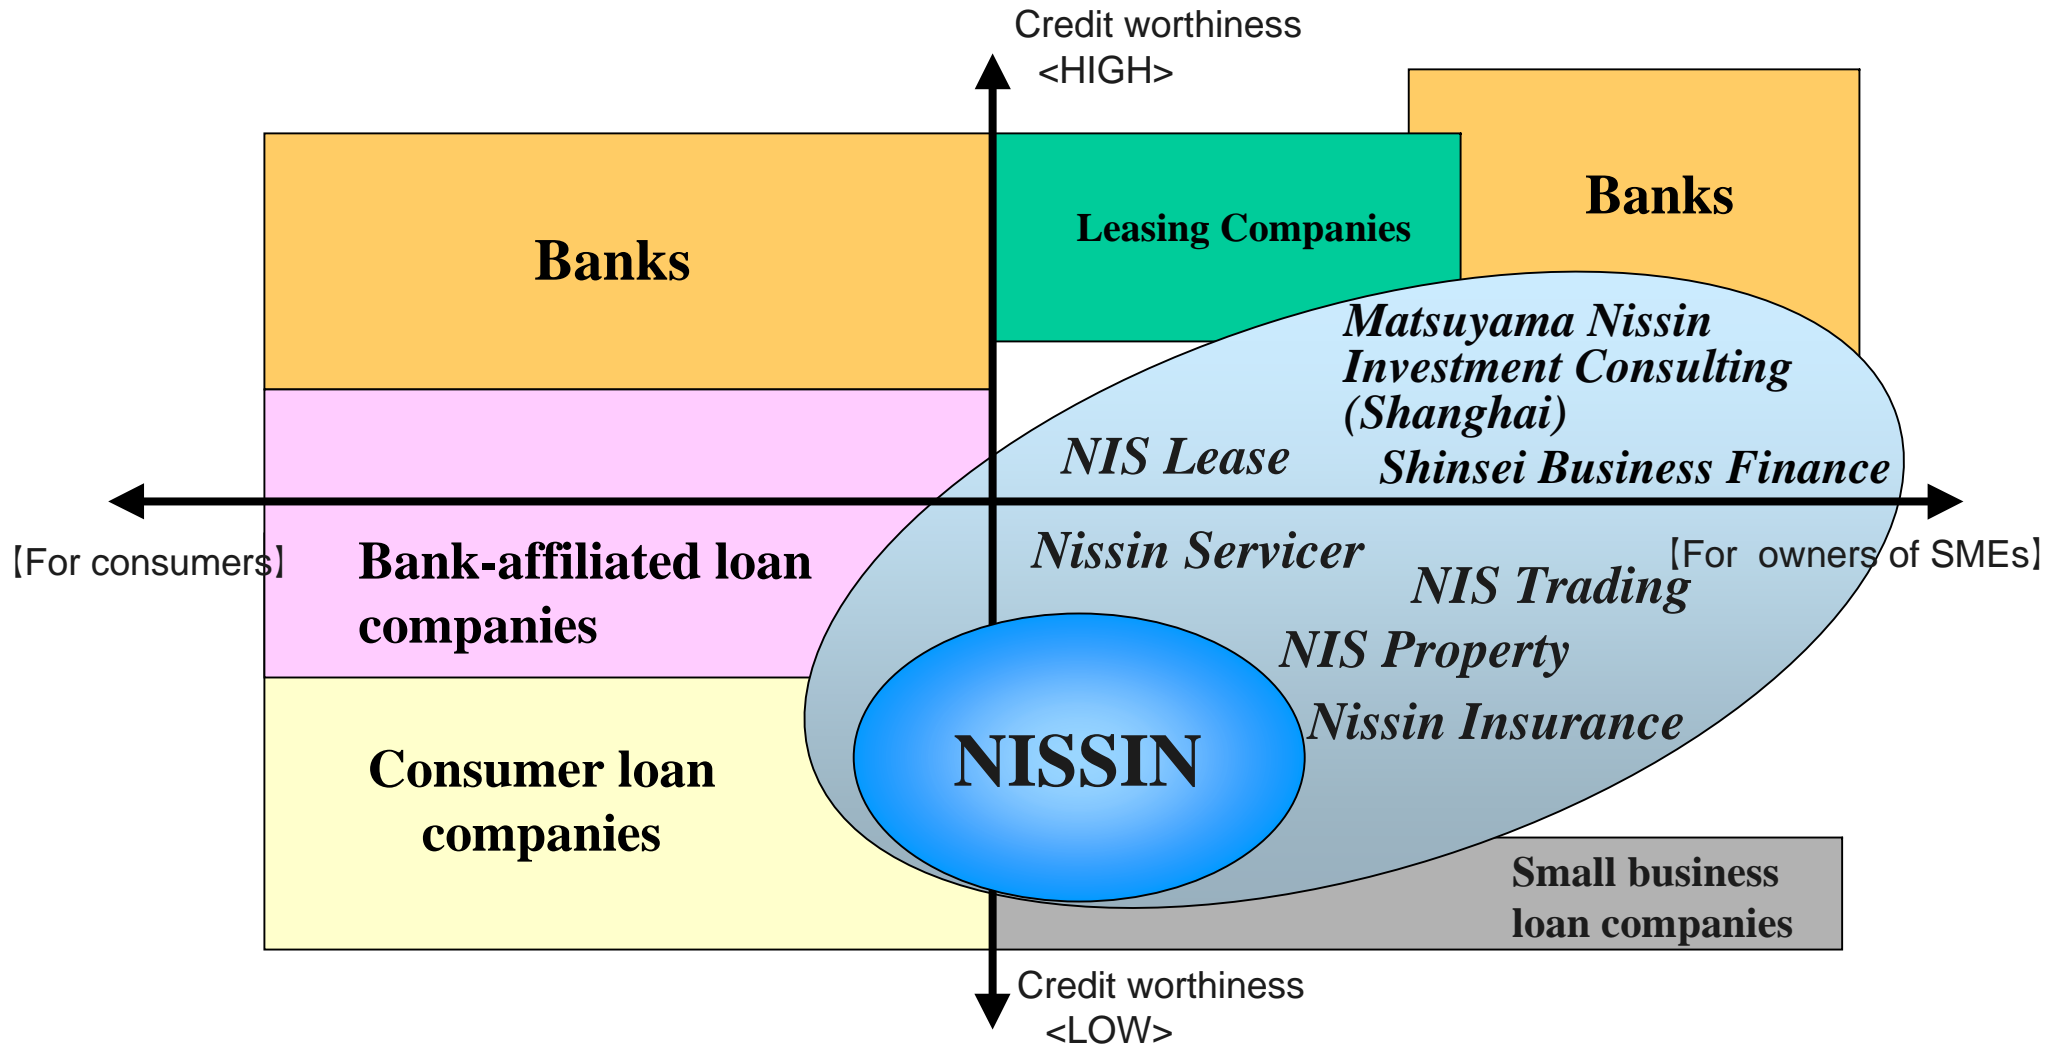 Credit worthiness
<HIGH>
Banks
Leasing Companies
Banks
Matsuyama Nissin
Investment Consulting
(Shanghai)
NIS Lease
Shinsei Business Finance
【For consumers】
Bank-affiliated loan
companies
Nissin Servicer
【For  owners of SMEs】
NIS Trading
NIS Property
Nissin Insurance
NISSIN
Consumer loan
companies
Small business
loan companies
Credit worthiness
<LOW>